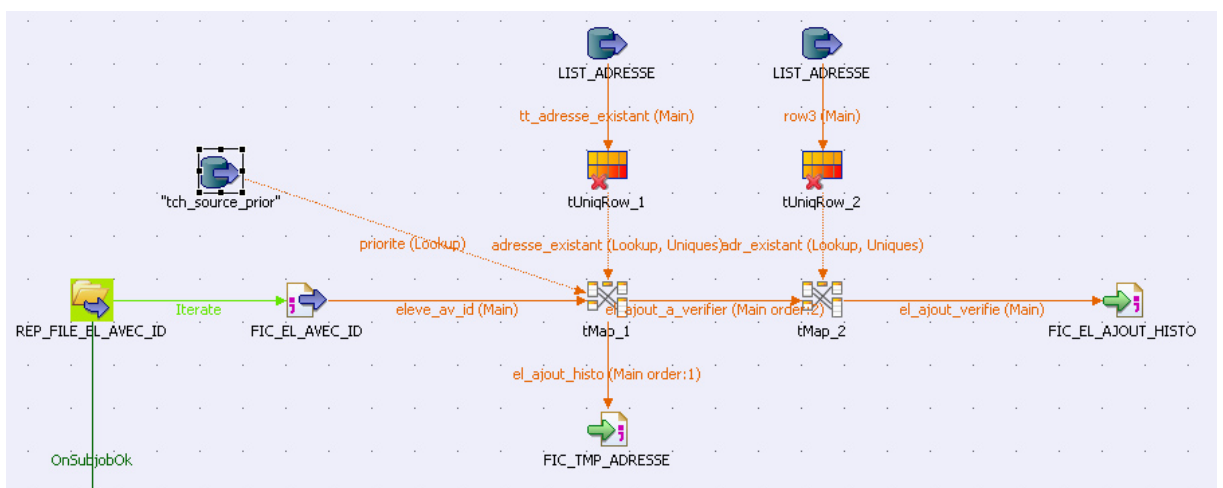 LIST_ADRESSE LIST_ADRESSE
tt_adresse_existant (Main) row3 (Main)
"tch_source_prior" tUniqRow_1 tUniqRow_2
priorite (Lookup) adresse_existant (Lookup, Uniques) adr_existant (Lookup, Uniques)
Iterate eleve_av_id (Main) el_ajout_a_verifier (Main order:2) el_ajout_verifie (Main)
REP_FILE_EL_AVEC_ID FIC_EL_AVEC_ID tMap_1 tMap_2 FIC_EL_AJOUT_HISTO
el_ajout_histo (Main order:1)
OnSubjobOk FIC_TMP_ADRESSE